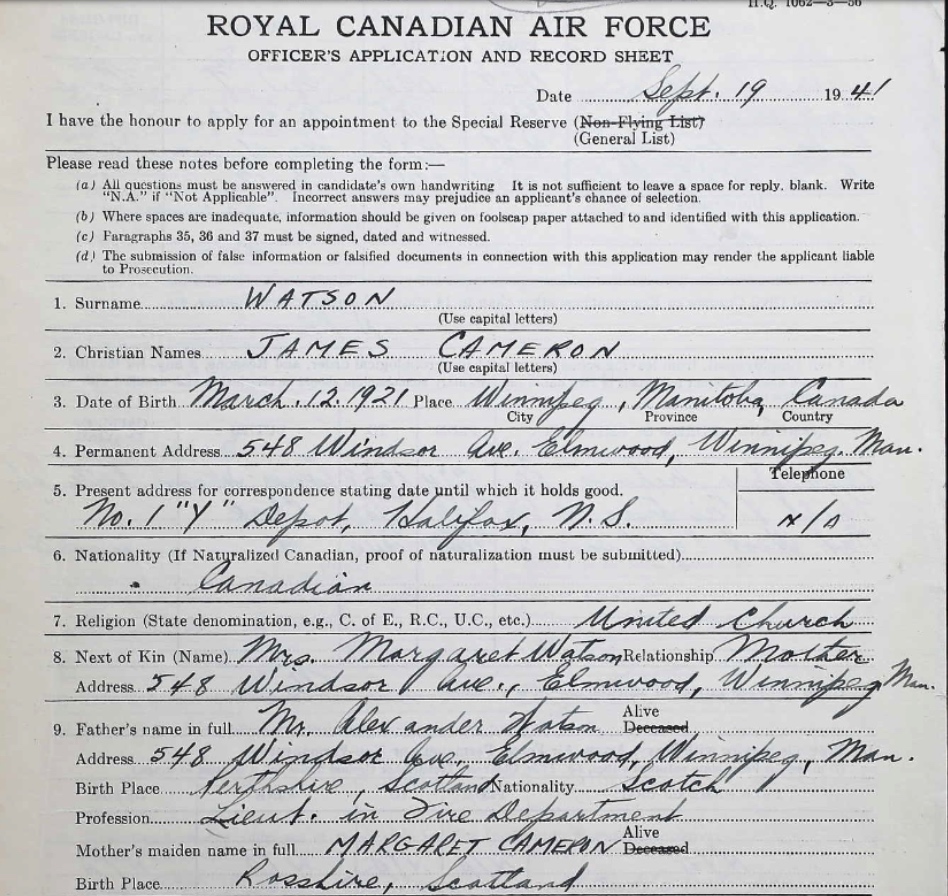 H.Q. 1062—3—56
ROYAL CANADIAN AIR FORCE
OFFICER'S APPLICATION AND RECORD SHEET
Date Sept. 19 1941
I have the honour to apply for an appointment to the Special Reserve (Non-Flying List)
(General List)
Please read these notes before completing the form:—
(a) All questions must be answered in candidate's own handwriting It is not sufficient to leave a space for reply, blank. Write
"N.A." if "Not Applicable". Incorrect answers may prejudice an applicant's chance of selection.
(b) Where spaces are inadequate, information should be given on foolscap paper attached to and identified with this application.
(c) Paragraphs 35, 36 and 37 must be signed, dated and witnessed.
(d) The submission of false information or falsified documents in connection with this application may render the applicant liable
to Prosecution.
1. Surname WATSON
(Use capital letters)
2. Christian Names JAMES CAMERON
(Use capital letters)
3. Date of Birth March.12.1921 Place Winnipeg, Manitoba, Canada
City Province Country
4. Permanent Address 548 Windsor Ave. Elmwood, Winnipeg. Man.
Telephone
5. Present address for correspondence stating date until which it holds good.
No. 1 "Y" Depot, Halifax, N.S. N/A
6. Nationality (If Naturalized Canadian, proof of naturalization must be submitted)
Canadian
7. Religion (State denomination, e.g., C. of E., R.C., U.C., etc.) United Church
8. Next of Kin (Name) Mrs. Margaret Watson Relationship Mother
Address 548 Windsor Ave., Elmwood, Winnipeg Man.
Alive
9. Father's name in full Mr. Alexander Watson Deceased
Address 548 Windsor Ave, Elmwood, Winnipeg, Man.
Birth Place Perthshire, Scotland Nationality Scotch
Profession Lieut. in Fire Department
Alive
Mother's maiden name in full MARGARET CAMERON Deceased
Birth Place Rosshire, Scotland